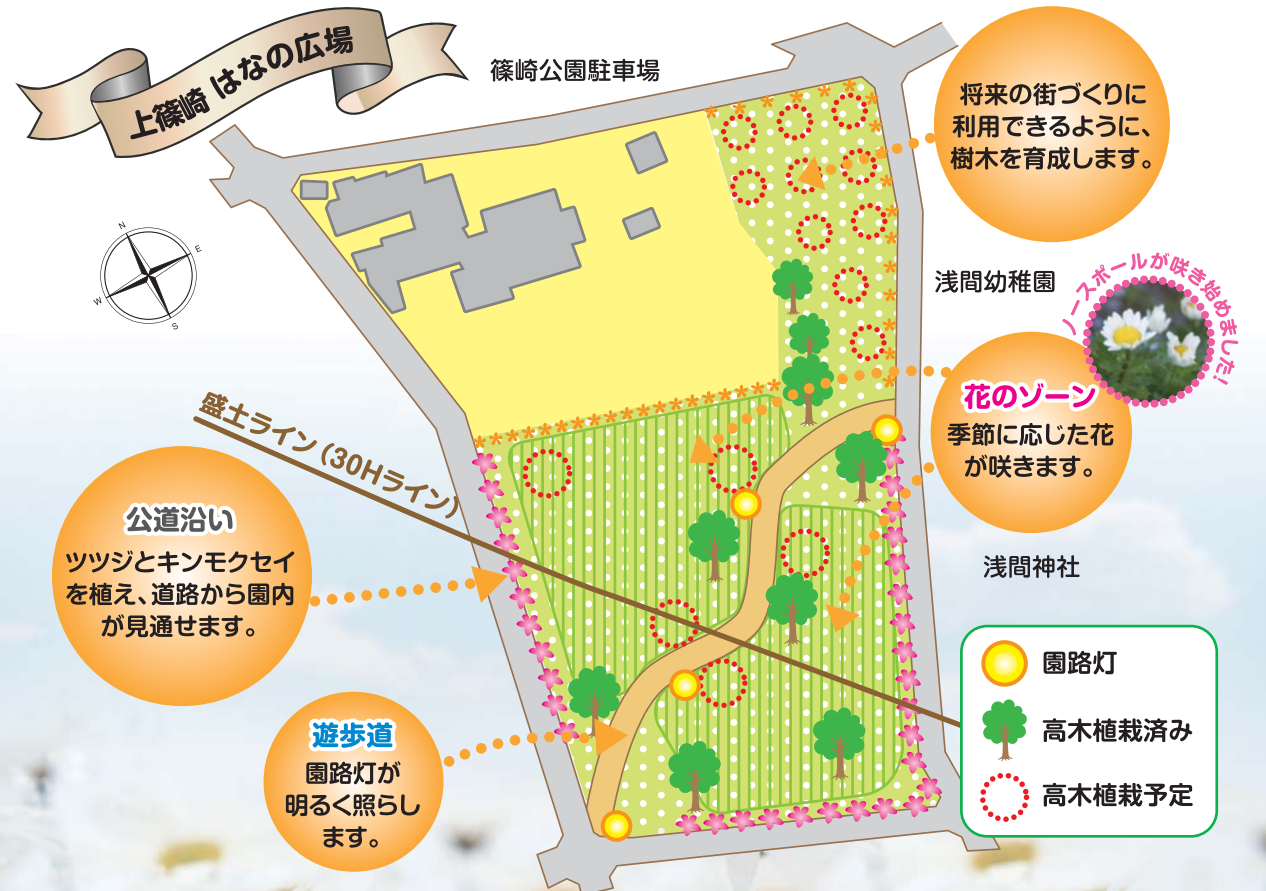 上篠崎 はなの広場
篠崎公園駐車場
将来の街づくりに
利用できるように、
樹木を育成します。
N
E
W
S
浅間幼稚園
ノースポールが咲き始めました!
花のゾーン
季節に応じた花
が咲きます。
盛土ライン(30Hライン)
公道沿い
ツツジとキンモクセイ
を植え、道路から園内
が見通せます。
浅間神社
遊歩道
園路灯が
明るく照らし
ます。
園路灯
高木植栽済み
高木植栽予定